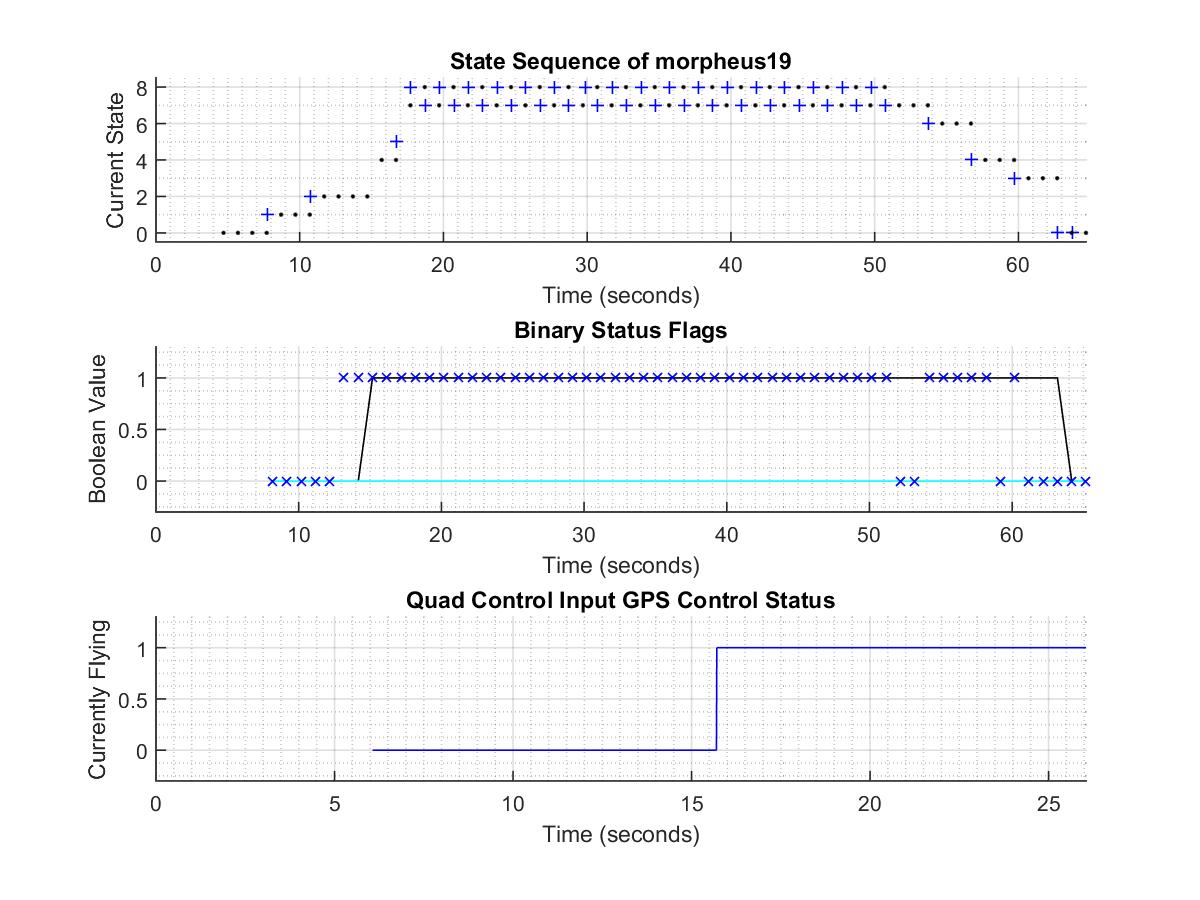 State Sequence of morpheus19
Current State
8
6
4
2
0
0 10 20 30 40 50 60
Time (seconds)
Binary Status Flags
Boolean Value
1
0.5
0
0 10 20 30 40 50 60
Time (seconds)
Quad Control Input GPS Control Status
Currently Flying
1
0.5
0
0 5 10 15 20 25
Time (seconds)